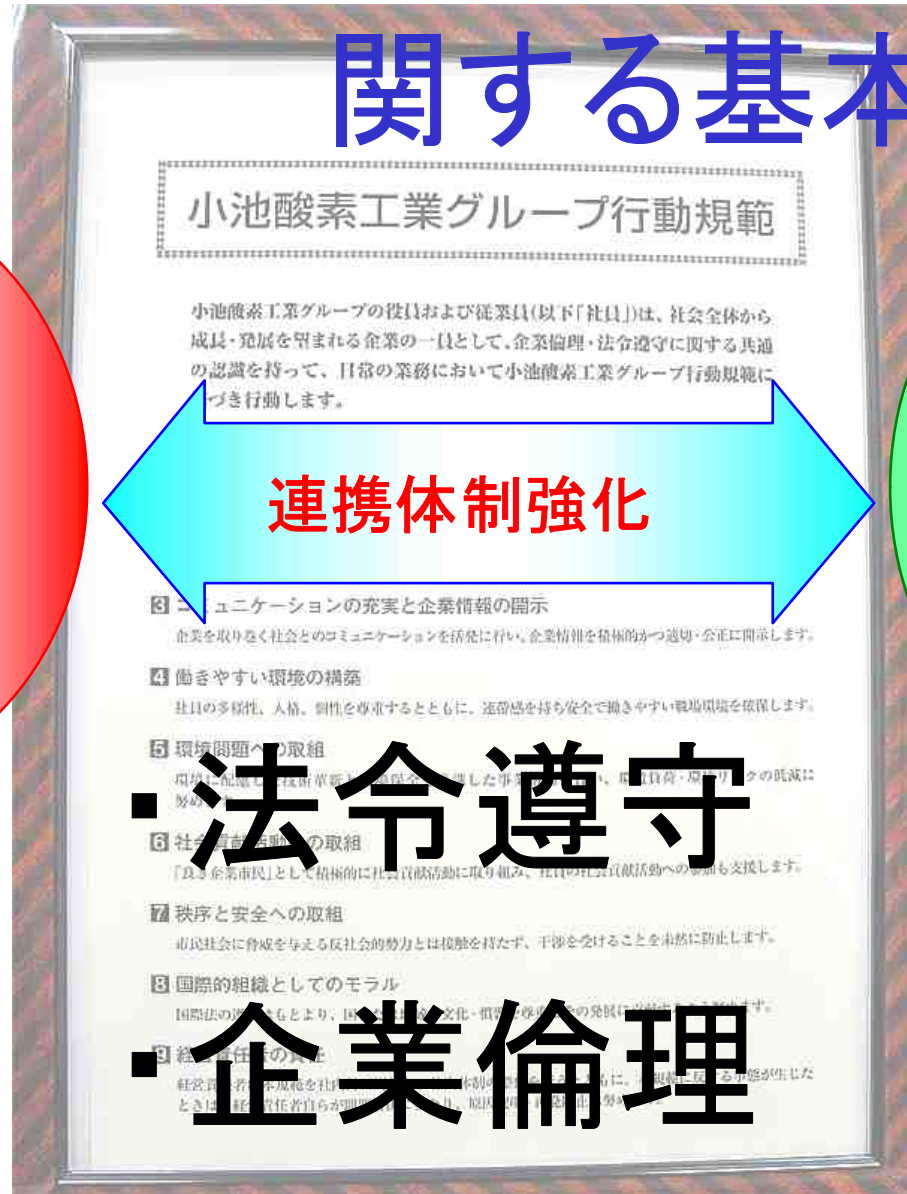 関する基本
小池酸素工業グループ行動規範
小池酸素工業グループの役員および従業員(以下「社員」)は、社会全体から
成長・発展を望まれる企業の一員として、企業倫理・法令遵守に関する共通
の認識を持って、日常の業務において小池酸素工業グループ行動規範に
づき行動します。
連携体制強化
3 コミュニケーションの充実と企業情報の開示
企業を取り巻く社会とのコミュニケーションを活発に行い、企業情報を積極的かつ適切・公正に開示します。
4 働きやすい環境の構築
社員の多様性、人格、個性を尊重するとともに、連帯感を持ち安全で働きやすい職場環境を確保します。
5 環境問題への取組
・法令遵守
6 社会貢献活動への取組
「良き企業市民」として積極的に社会貢献活動に取り組み、社員の社会貢献活動への参加も支援します。
7 秩序と安全への取組
市民社会に脅威を与える反社会的勢力とは接触を持たず、干渉を受けることを未然に防止します。
8 国際的組織としてのモラル
・企業倫理